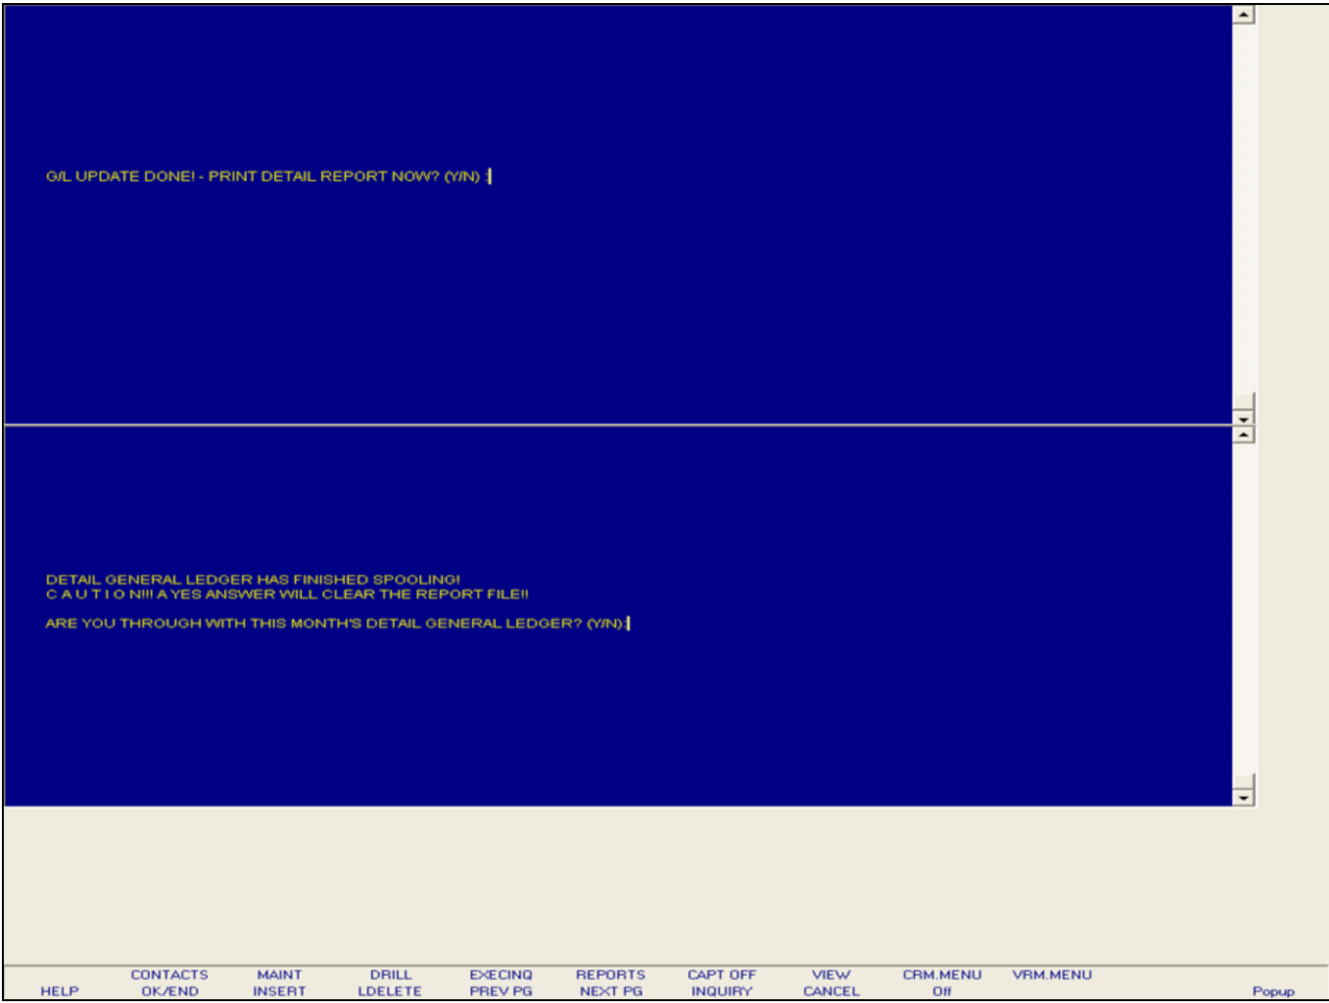 G/L UPDATE DONE! - PRINT DETAIL REPORT NOW? (Y/N) :
DETAIL GENERAL LEDGER HAS FINISHED SPOOLING!
C A U T I O N!!! A YES ANSWER WILL CLEAR THE REPORT FILE!!
ARE YOU THROUGH WITH THIS MONTH'S DETAIL GENERAL LEDGER? (Y/N):
CONTACTS MAINT DRILL EXECINQ REPORTS CAPT OFF VIEW CRM.MENU VRM.MENU
HELP OK/END INSERT LDELETE PREV PG NEXT PG INQUIRY CANCEL Off Popup